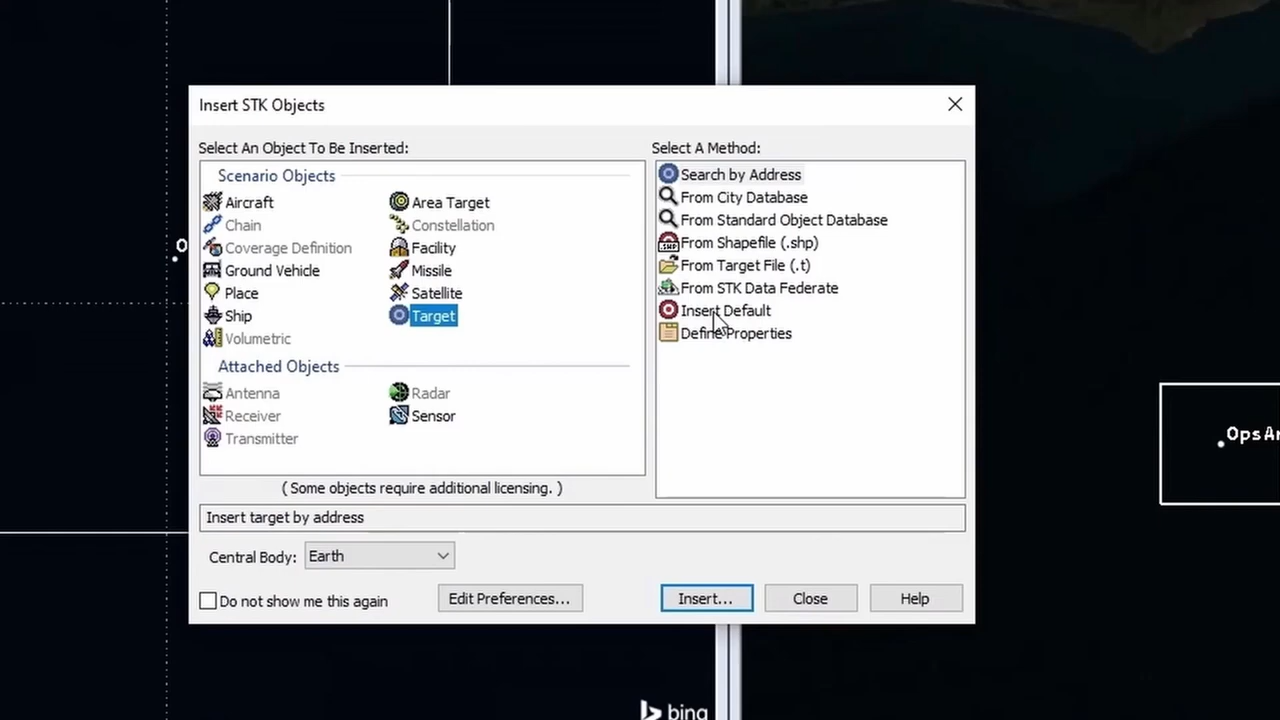 Insert STK Objects
Select An Object To Be Inserted:
Scenario Objects
Aircraft
Area Target
Chain
Constellation
Coverage Definition
Facility
Ground Vehicle
Missile
Place
Satellite
Ship
Target
Volumetric
Attached Objects
Antenna
Radar
Receiver
Sensor
Transmitter
( Some objects require additional licensing. )
Select A Method:
Search by Address
From City Database
From Standard Object Database
From Shapefile (.shp)
From Target File (.t)
From STK Data Federate
Insert Default
Define Properties
Insert target by address
Central Body: Earth
Do not show me this again
Edit Preferences...
Insert...
Close
Help
O
OpsAr
bing